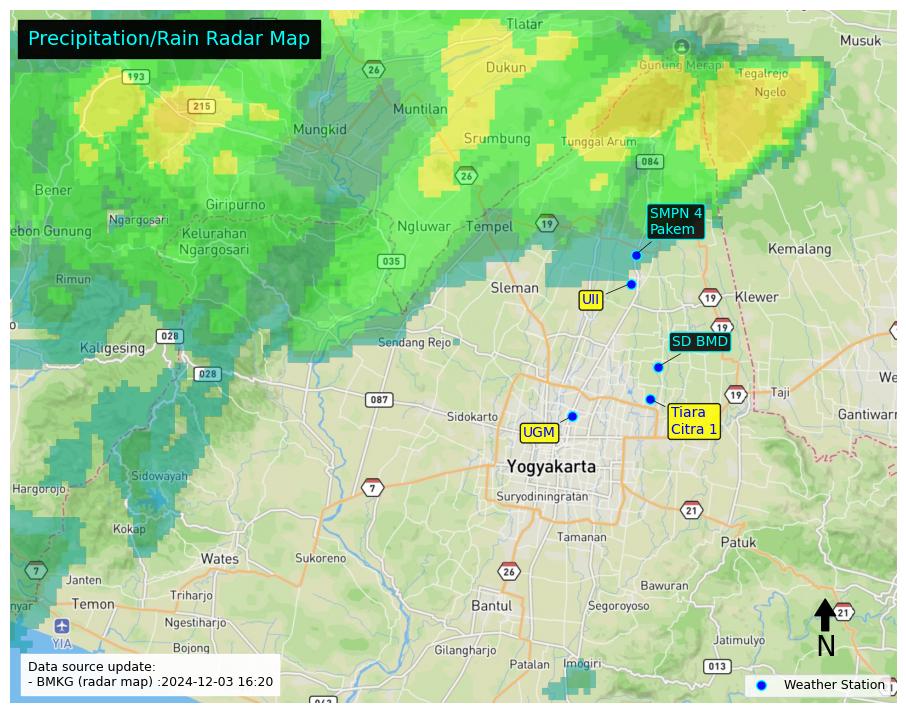 Precipitation/Rain Radar Map
Tlatar
Musuk
26
Dukun
Gunung Merapi
Tegalrejo
193
215
Ngelo
Muntilan
Mungkid
Srumbung
Tunggal Arum
084
26
Bener
Giripurno
SMPN 4
Pakem
Ngargosari
Kelurahan
Ngargosari
Ngluwar
Tempel
19
Kemalang
035
Rimun
Sleman
UII
19
Klewer
19
028
Kaligesing
Sendang Rejo
SD BMD
028
087
19
Taji
Sidokarto
Tiara
Citra 1
UGM
Yogyakarta
Sidowayah
Hargorojo
7
Suryodiningratan
21
Kokap
Tamanan
Patuk
Wates
Sukoreno
7
26
Janten
Bawuran
Triharjo
Temon
Bantul
Segoroyoso
21
Ngestiharjo
YIA
N
Jatimulyo
Bojong
Gilangharjo
Patalan
Imogiri
013
Data source update:
- BMKG (radar map) :2024-12-03 16:20
Weather Station